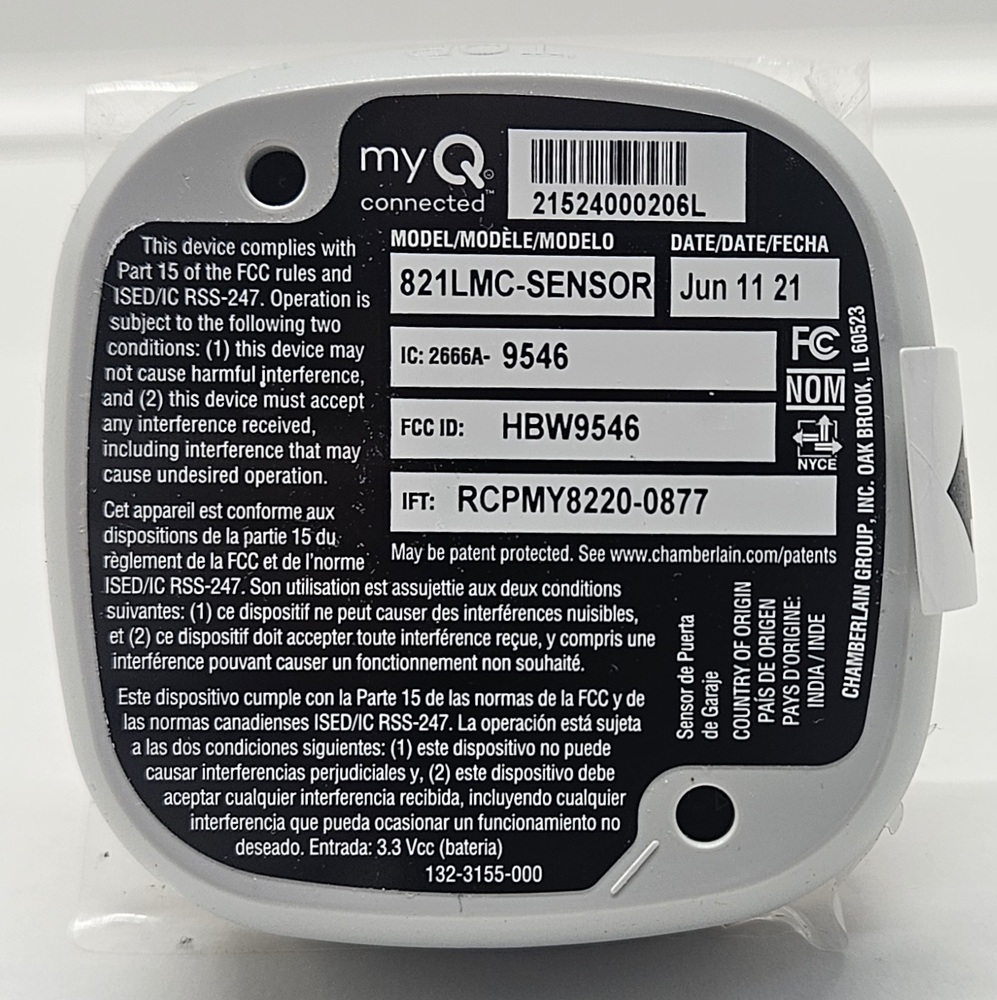 TOP
myQ
connected™
21524000206L
MODEL/MODÈLE/MODELO
DATE/DATE/FECHA
821LMC-SENSOR
Jun 11 21
IC: 2666A- 9546
FCC ID: HBW9546
IFT: RCPMY8220-0877
FC
NOM
NYCE
May be patent protected. See www.chamberlain.com/patents
This device complies with
Part 15 of the FCC rules and
ISED/IC RSS-247. Operation is
subject to the following two
conditions: (1) this device may
not cause harmful interference,
and (2) this device must accept
any interference received,
including interference that may
cause undesired operation.
Cet appareil est conforme aux
dispositions de la partie 15 du
règlement de la FCC et de l'norme
ISED/IC RSS-247. Son utilisation est assujettie aux deux conditions
suivantes: (1) ce dispositif ne peut causer des interférences nuisibles,
et (2) ce dispositif doit accepter toute interférence reçue, y compris une
interférence pouvant causer un fonctionnement non souhaité.
Este dispositivo cumple con la Parte 15 de las normas de la FCC y de
las normas canadienses ISED/IC RSS-247. La operación está sujeta
a las dos condiciones siguientes: (1) este dispositivo no puede
causar interferencias perjudiciales y, (2) este dispositivo debe
aceptar cualquier interferencia recibida, incluyendo cualquier
interferencia que pueda ocasionar un funcionamiento no
deseado. Entrada: 3.3 Vcc (bateria)
132-3155-000
Sensor de Puerta
de Garaje
COUNTRY OF ORIGIN
PAÍS DE ORIGEN
PAYS D'ORIGINE:
INDIA / INDE
CHAMBERLAIN GROUP, INC. OAK BROOK, IL 60523